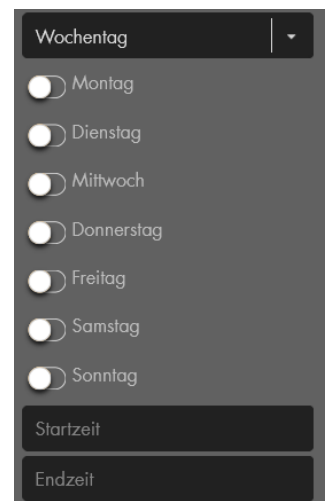 Wochentag
Montag
Dienstag
Mittwoch
Donnerstag
Freitag
Samstag
Sonntag
Startzeit
Endzeit